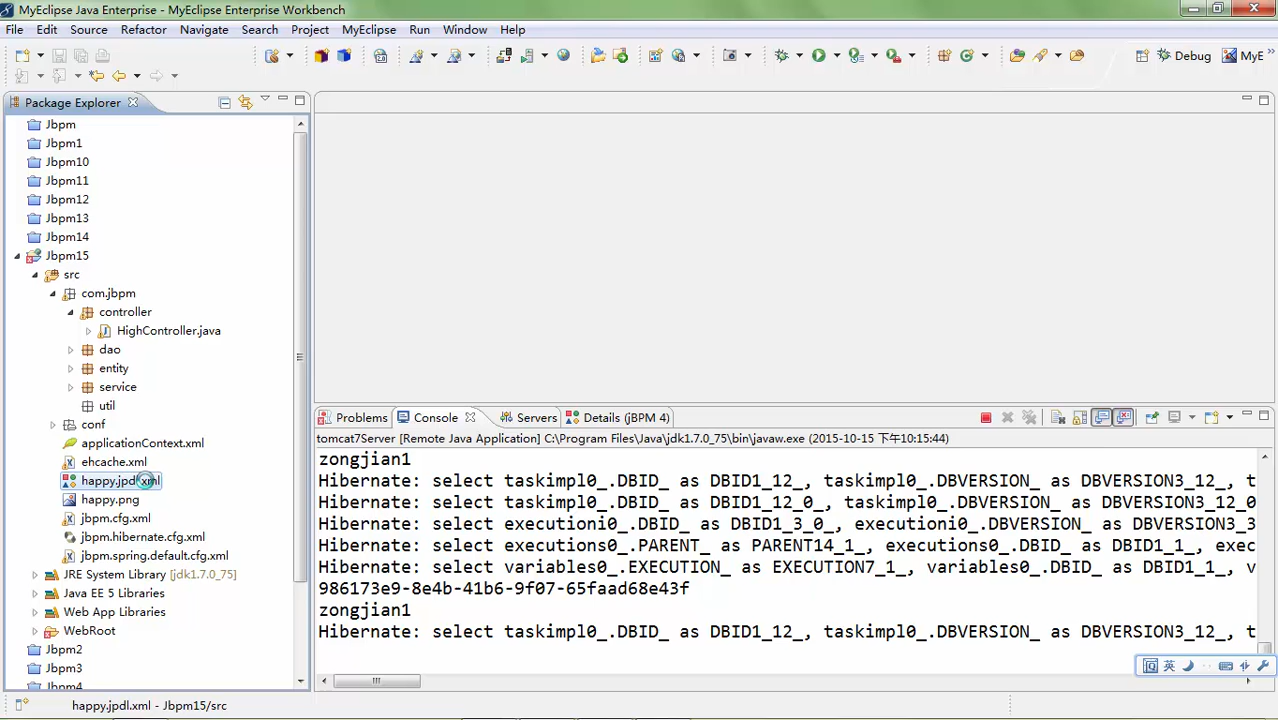 MyEclipse Java Enterprise - MyEclipse Enterprise Workbench
File Edit Source Refactor Navigate Search Project MyEclipse Run Window Help
Debug MyE
Package Explorer
Jbpm
Jbpm1
Jbpm10
Jbpm11
Jbpm12
Jbpm13
Jbpm14
Jbpm15
src
com.jbpm
controller
HighController.java
dao
entity
service
util
conf
applicationContext.xml
ehcache.xml
happy.jpdl.xml
happy.png
jbpm.cfg.xml
jbpm.hibernate.cfg.xml
jbpm.spring.default.cfg.xml
JRE System Library [jdk1.7.0_75]
Java EE 5 Libraries
Web App Libraries
WebRoot
Jbpm2
Jbpm3
Jbpm4
Problems Console Servers Details (jBPM 4)
tomcat7Server [Remote Java Application] C:\Program Files\Java\jdk1.7.0_75\bin\javaw.exe (2015-10-15 下午10:15:44)
zongjian1
Hibernate: select taskimpl0_.DBID_ as DBID1_12_, taskimpl0_.DBVERSION_ as DBVERSION3_12_, t
Hibernate: select taskimpl0_.DBID_ as DBID1_12_0_, taskimpl0_.DBVERSION_ as DBVERSION3_12_0
Hibernate: select executioni0_.DBID_ as DBID1_3_0_, executioni0_.DBVERSION_ as DBVERSION3_3
Hibernate: select executions0_.PARENT_ as PARENT14_1_, executions0_.DBID_ as DBID1_1_, exec
Hibernate: select variables0_.EXECUTION_ as EXECUTION7_1_, variables0_.DBID_ as DBID1_1_, v
986173e9-8e4b-41b6-9f07-65faad68e43f
zongjian1
Hibernate: select taskimpl0_.DBID_ as DBID1_12_, taskimpl0_.DBVERSION_ as DBVERSION3_12_, t
英
happy.jpdl.xml - Jbpm15/src